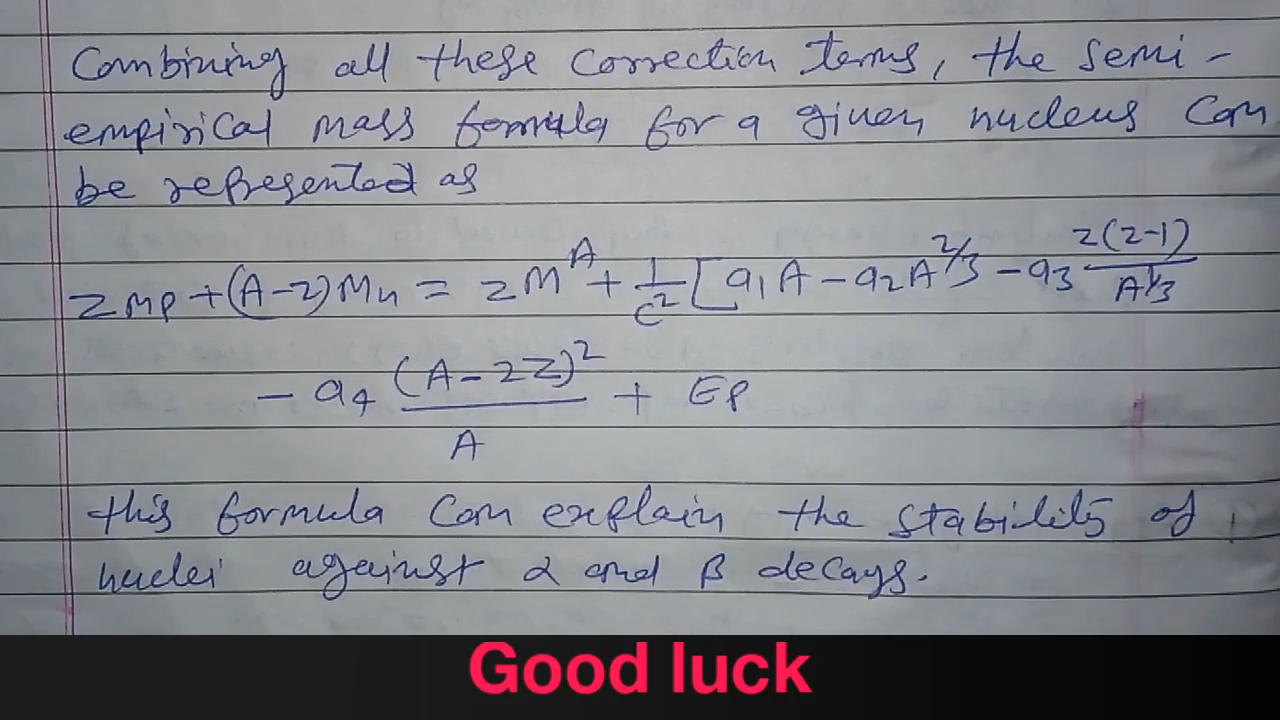 Combining all these correction terms, the semi-
empirical mass formula for a given nucleus can
be represented as
ZMP + (A-Z)Mn = ZM^A + 1/c^2 [a1A - a2A^2/3 - a3 Z(Z-1)/A^1/3
- a4 (A-2Z)^2/A + EP
this formula can explain the stability of
nuclei against α and β decays.
Good luck